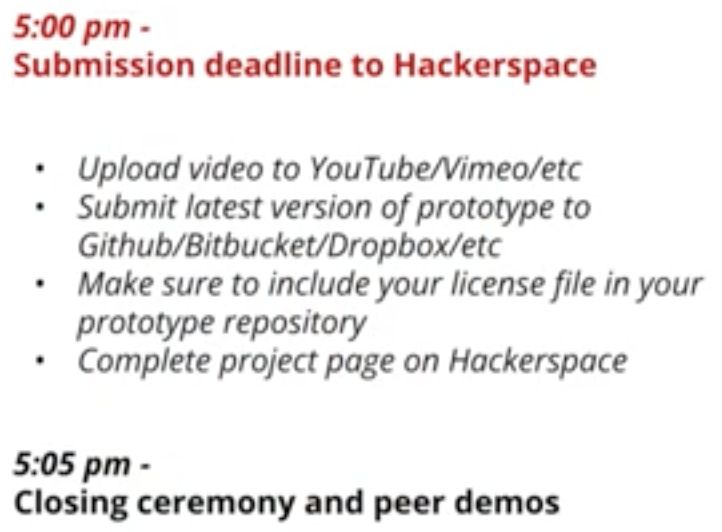 5:00 pm -
Submission deadline to Hackerspace
• Upload video to YouTube/Vimeo/etc
• Submit latest version of prototype to
Github/Bitbucket/Dropbox/etc
• Make sure to include your license file in your
prototype repository
• Complete project page on Hackerspace
5:05 pm -
Closing ceremony and peer demos